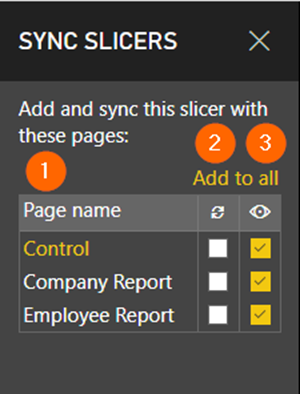 SYNC SLICERS
Add and sync this slicer with
these pages:
1 2 3
Add to all
Page name
Control
Company Report
Employee Report